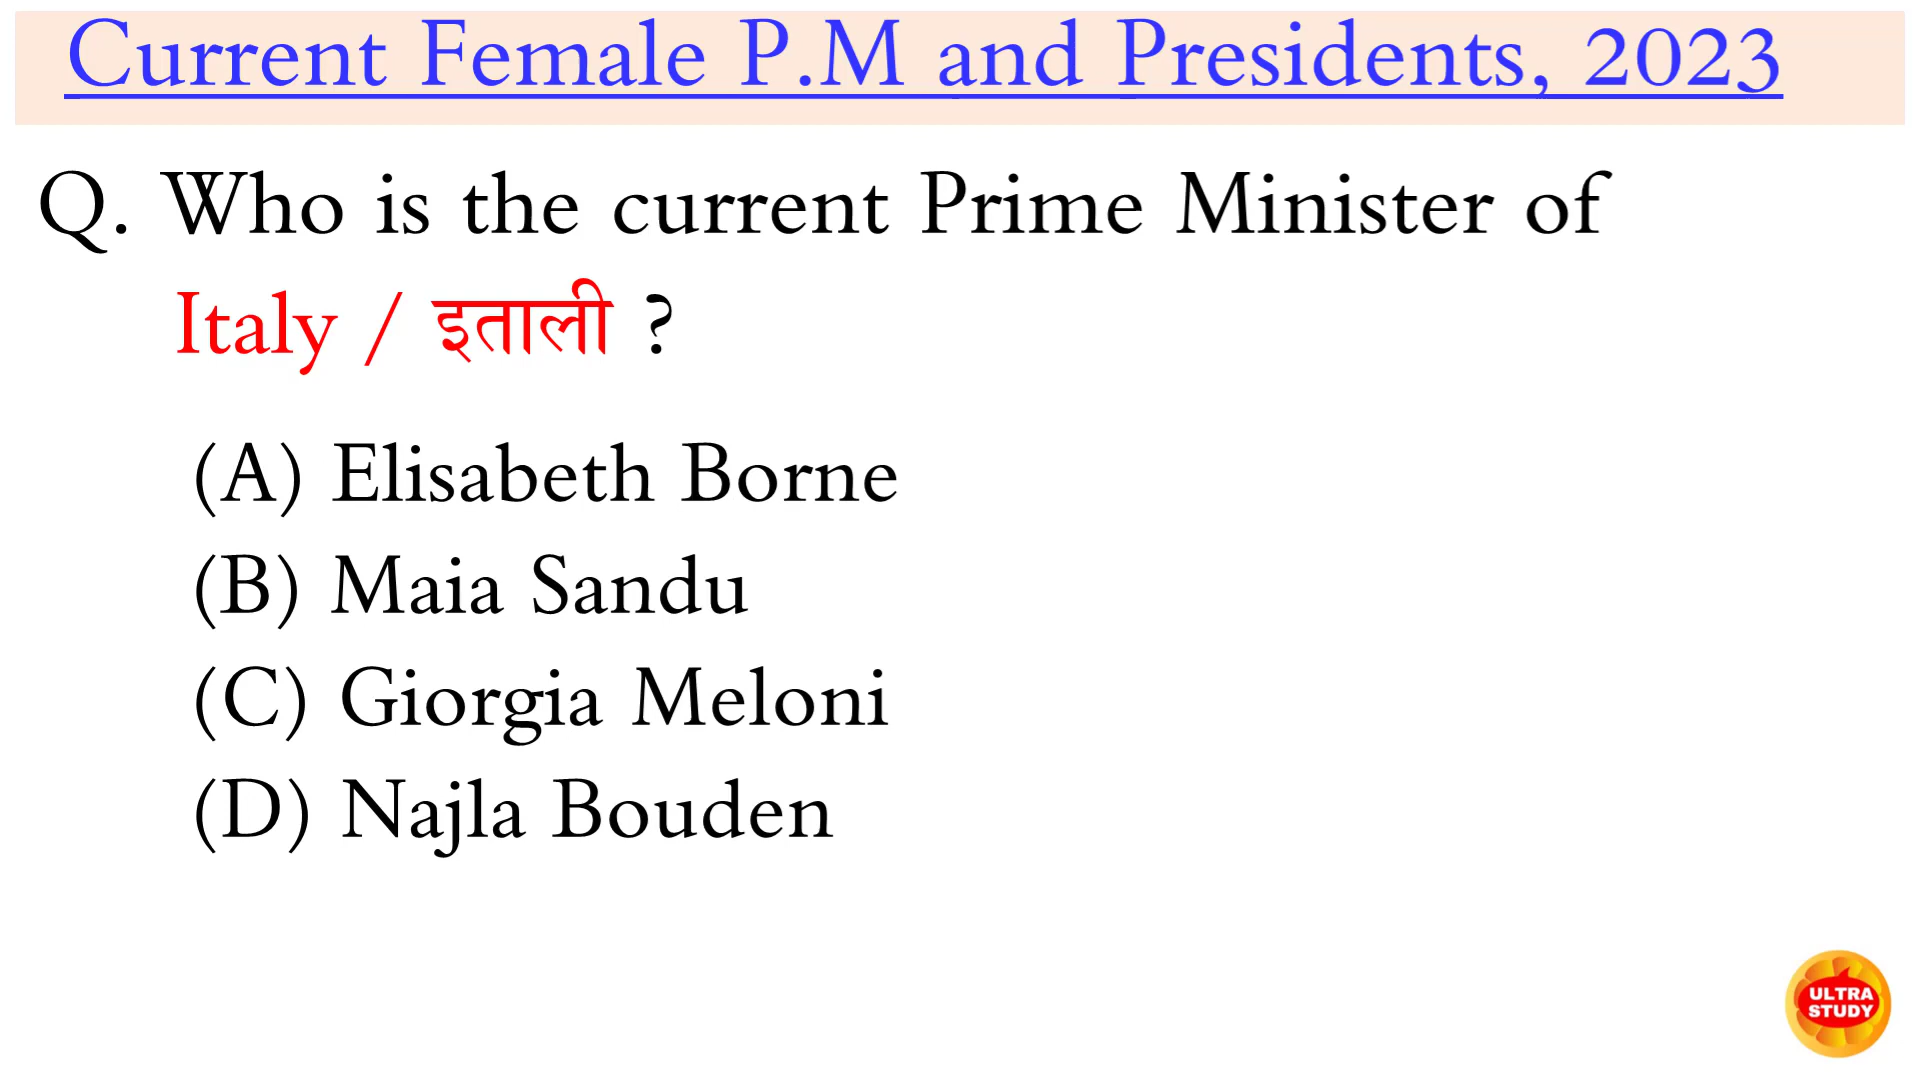 Current Female P.M and Presidents, 2023
Q. Who is the current Prime Minister of
Italy / इताली ?
(A) Elisabeth Borne
(B) Maia Sandu
(C) Giorgia Meloni
(D) Najla Bouden
ULTRA
STUDY